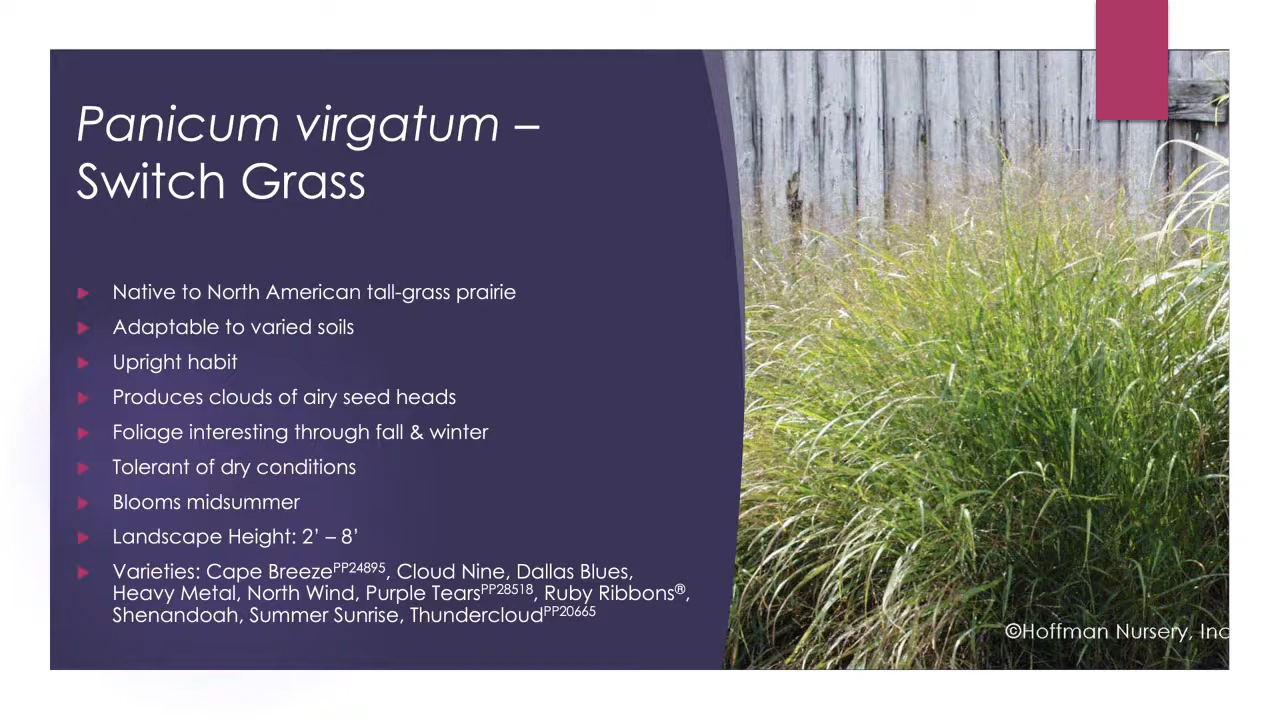 Panicum virgatum –
Switch Grass
Native to North American tall-grass prairie
Adaptable to varied soils
Upright habit
Produces clouds of airy seed heads
Foliage interesting through fall & winter
Tolerant of dry conditions
Blooms midsummer
Landscape Height: 2’ – 8’
Varieties: Cape BreezePP24895, Cloud Nine, Dallas Blues,
Heavy Metal, North Wind, Purple TearsPP28518, Ruby Ribbons®,
Shenandoah, Summer Sunrise, ThundercloudPP20665
©Hoffman Nursery, Inc